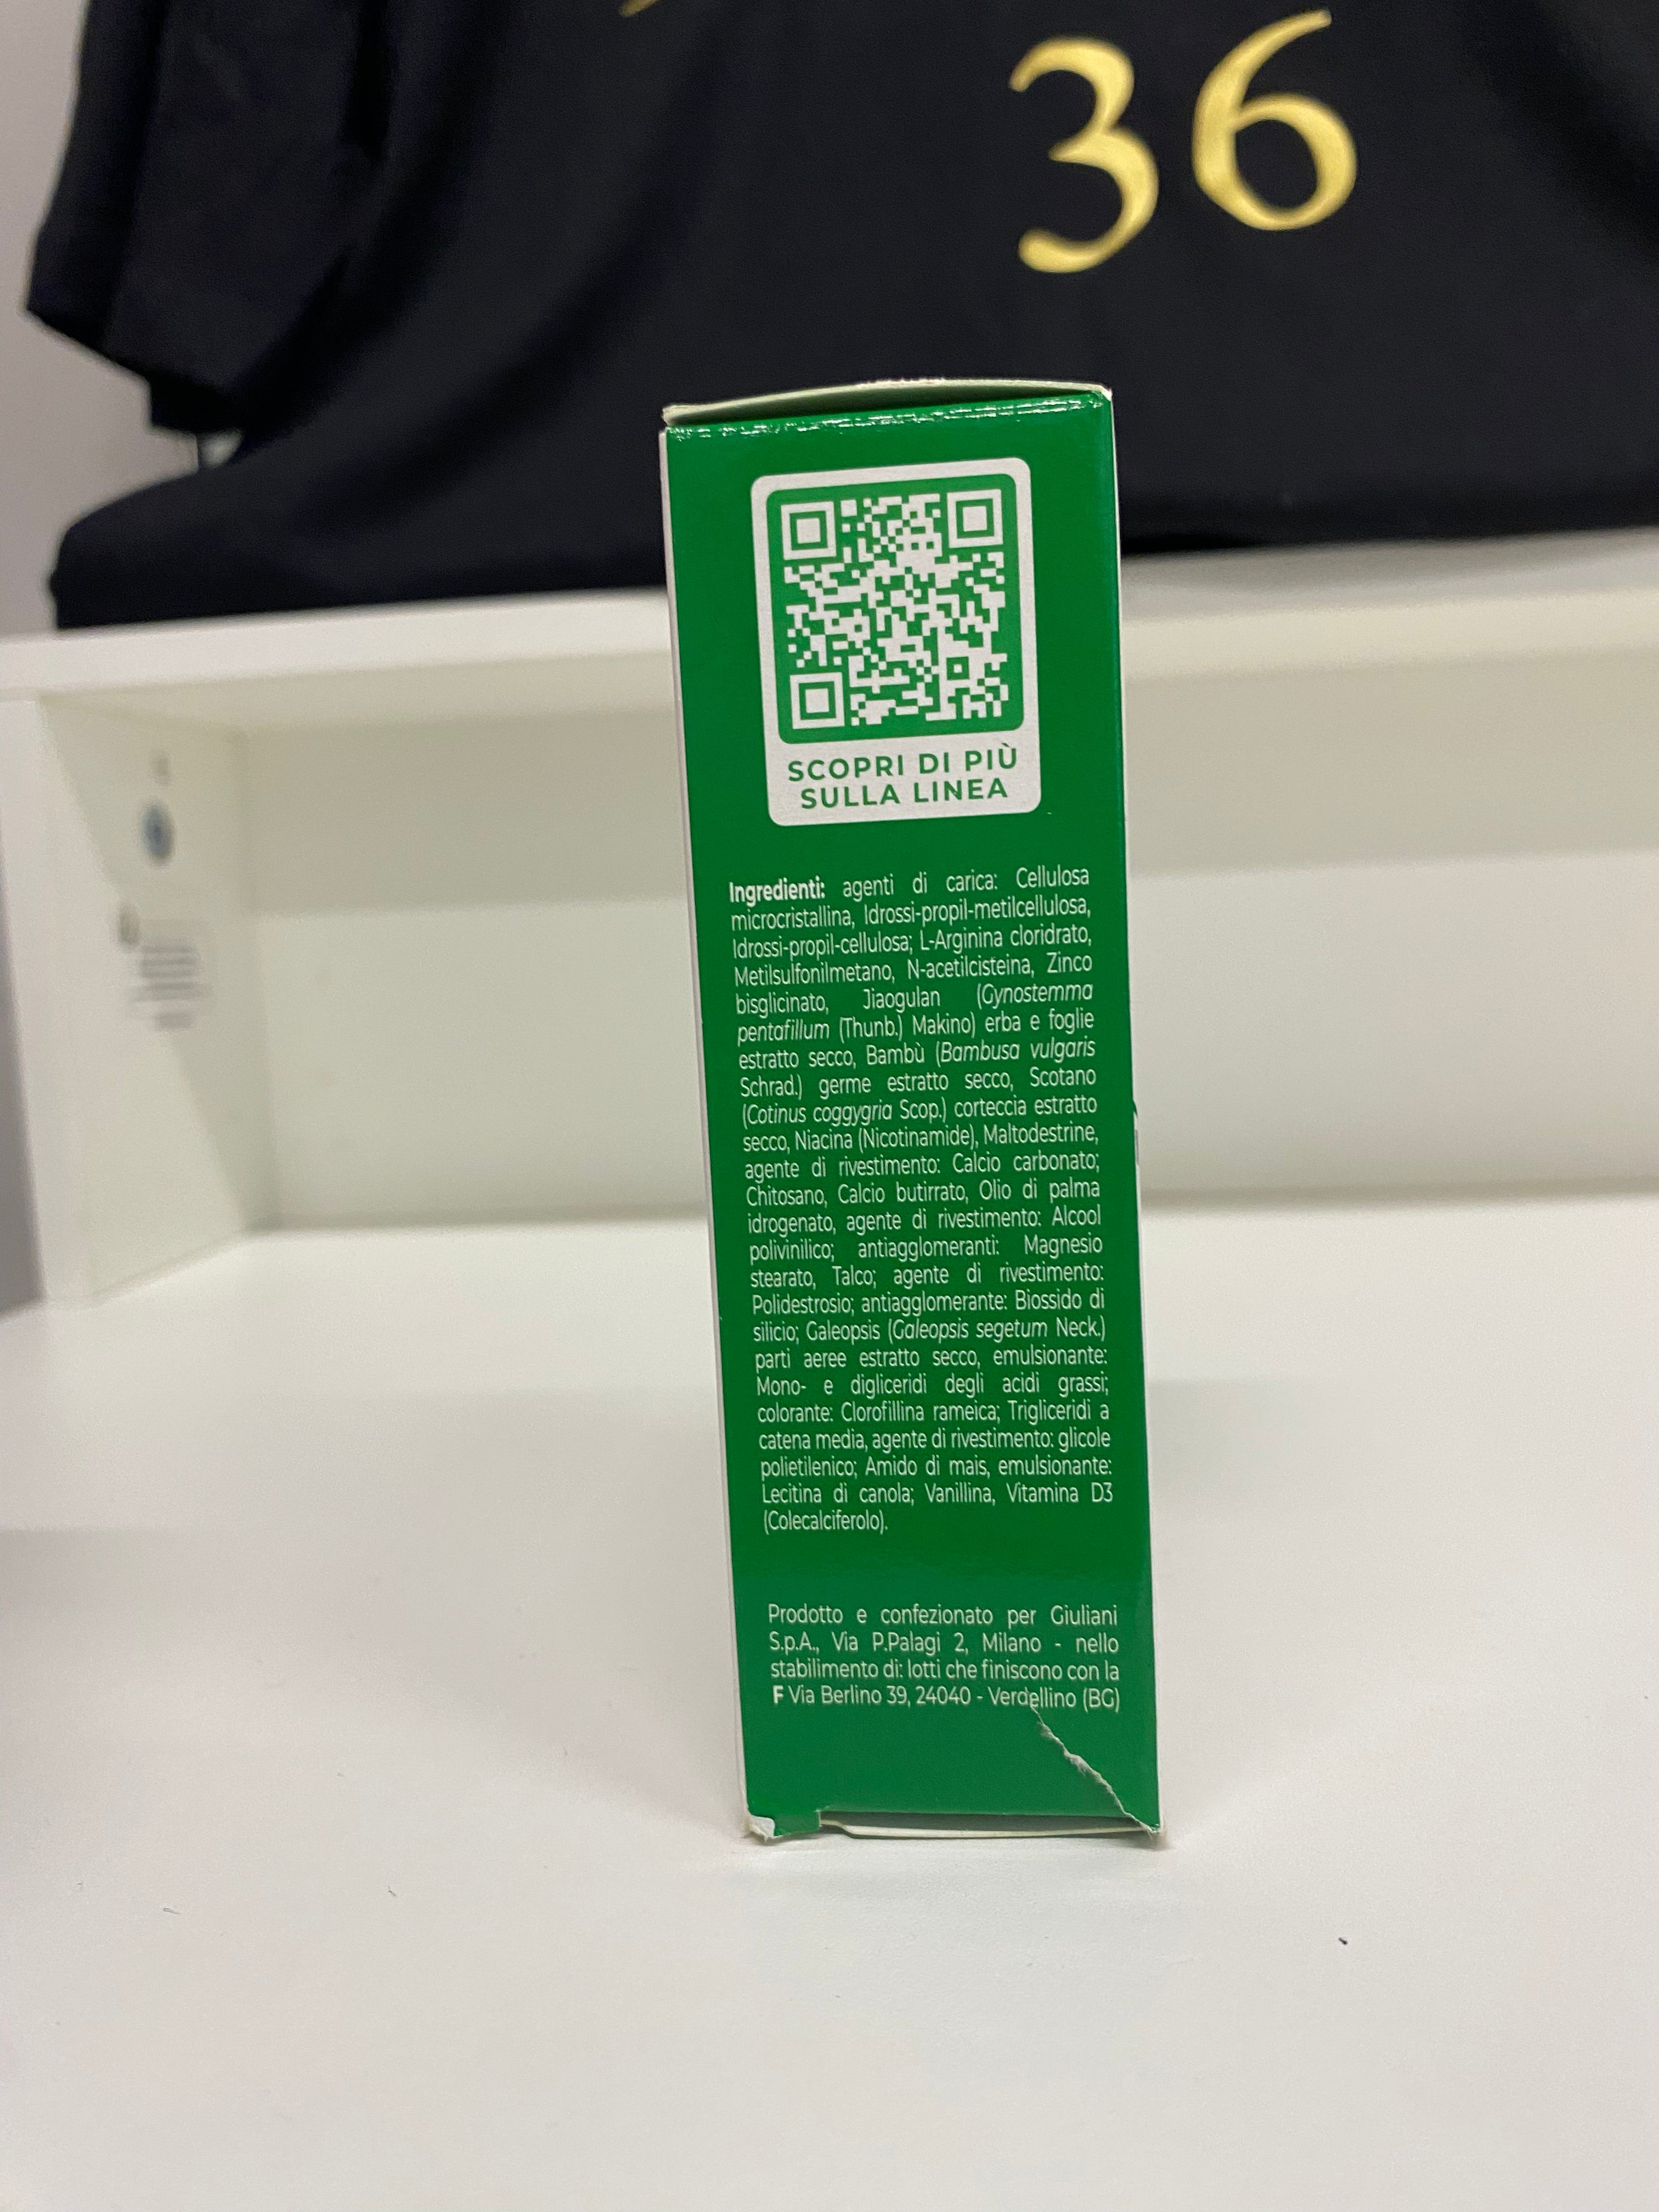 36
SCOPRI DI PIÙ
SULLA LINEA
Ingredienti: agenti di carica: Cellulosa
microcristallina, Idrossi-propil-metilcellulosa,
Idrossi-propil-cellulosa; L-Arginina cloridrato,
Metilsulfonilmetano, N-acetilcisteina, Zinco
bisglicinato, Jiaogulan (Gynostemma
pentafillum (Thunb.) Makino) erba e foglie
estratto secco, Bambù (Bambusa vulgaris
Schrad.) germe estratto secco, Scotano
(Cotinus coggygria Scop.) corteccia estratto
secco, Niacina (Nicotinamide), Maltodestrine,
agente di rivestimento: Calcio carbonato;
Chitosano, Calcio butirrato, Olio di palma
idrogenato, agente di rivestimento: Alcool
polivinilico; antiagglomeranti: Magnesio
stearato, Talco; agente di rivestimento:
Polidestrosio; antiagglomerante: Biossido di
silicio; Galeopsis (Galeopsis segetum Neck.)
parti aeree estratto secco, emulsionante:
Mono- e digliceridi degli acidi grassi;
colorante: Clorofillina rameica; Trigliceridi a
catena media, agente di rivestimento: glicole
polietilenico; Amido di mais, emulsionante:
Lecitina di canola; Vanillina, Vitamina D3
(Colecalciferolo).
Prodotto e confezionato per Giuliani
S.p.A., Via P.Palagi 2, Milano - nello
stabilimento di: lotti che finiscono con la
F Via Berlino 39, 24040 - Verdellino (BG)